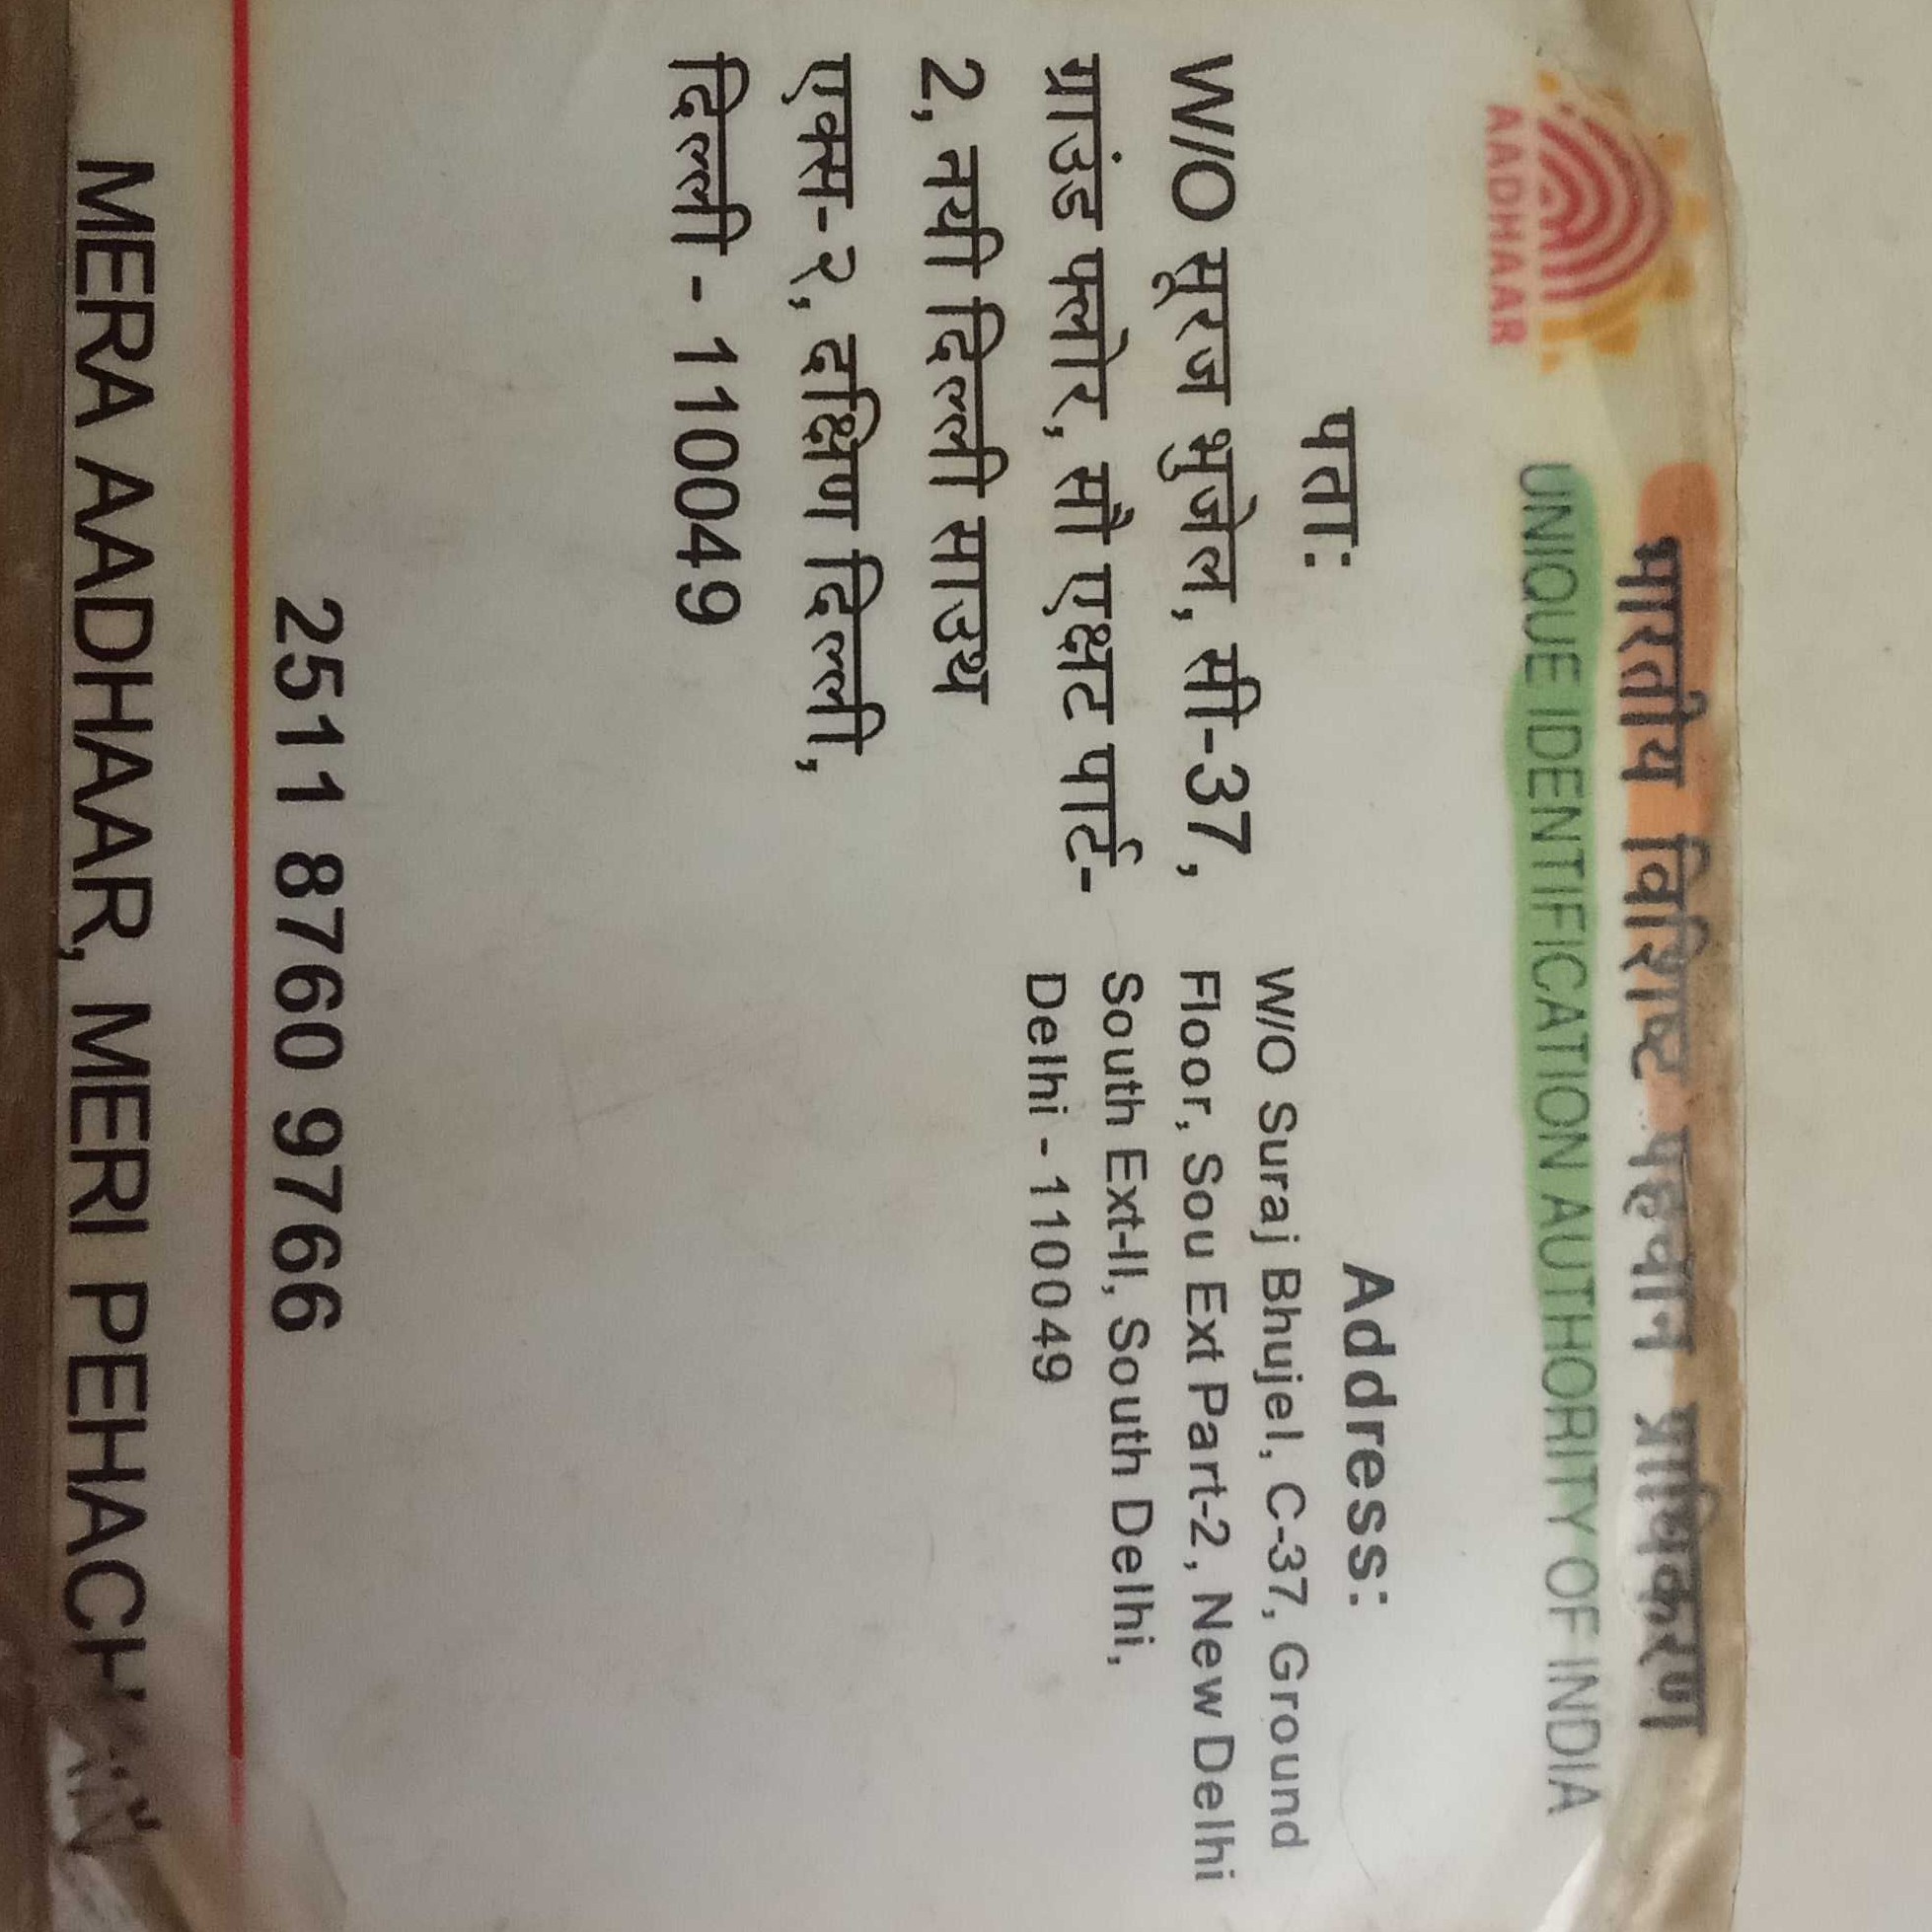 भारतीय विशिष्ट पहचान प्राधिकरण
UNIQUE IDENTIFICATION AUTHORITY OF INDIA
AADHAAR
पता:
W/O सूरज भुजेल, सी-37,
ग्राउंड फ्लोर, सौ एक्षट पार्ट-
2, नयी दिल्ली साउथ
एक्स- २, दक्षिण दिल्ली,
दिल्ली - 110049
Address:
W/O Suraj Bhujel, C-37, Ground
Floor, Sou Ext Part-2, New Delhi
South Ext-II, South Delhi,
Delhi - 110049
2511 8760 9766
MERA AADHAAR, MERI PEHACHAN